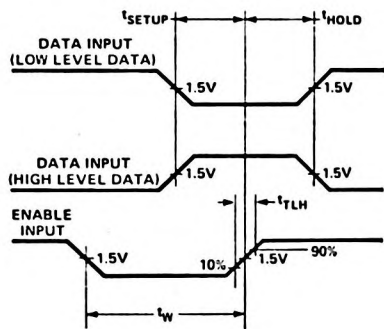 tSETUP tHOLD
DATA INPUT
(LOW LEVEL DATA)
1.5V 1.5V
DATA INPUT
(HIGH LEVEL DATA)
1.5V 1.5V
tTLH
ENABLE
INPUT
1.5V 10% 1.5V 90%
tW